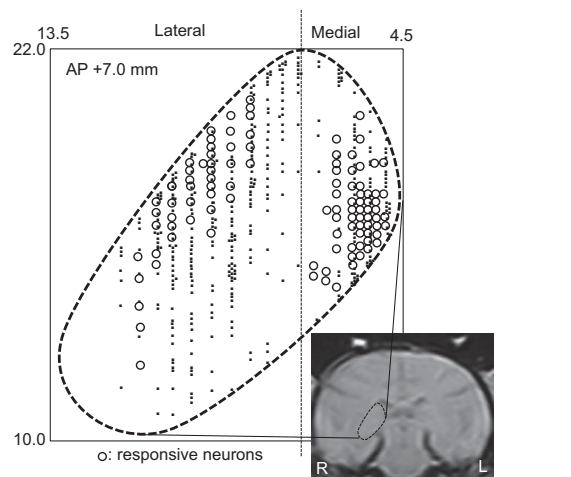 13.5 Lateral Medial 4.5
22.0
AP +7.0 mm
10.0
R L
: responsive neurons